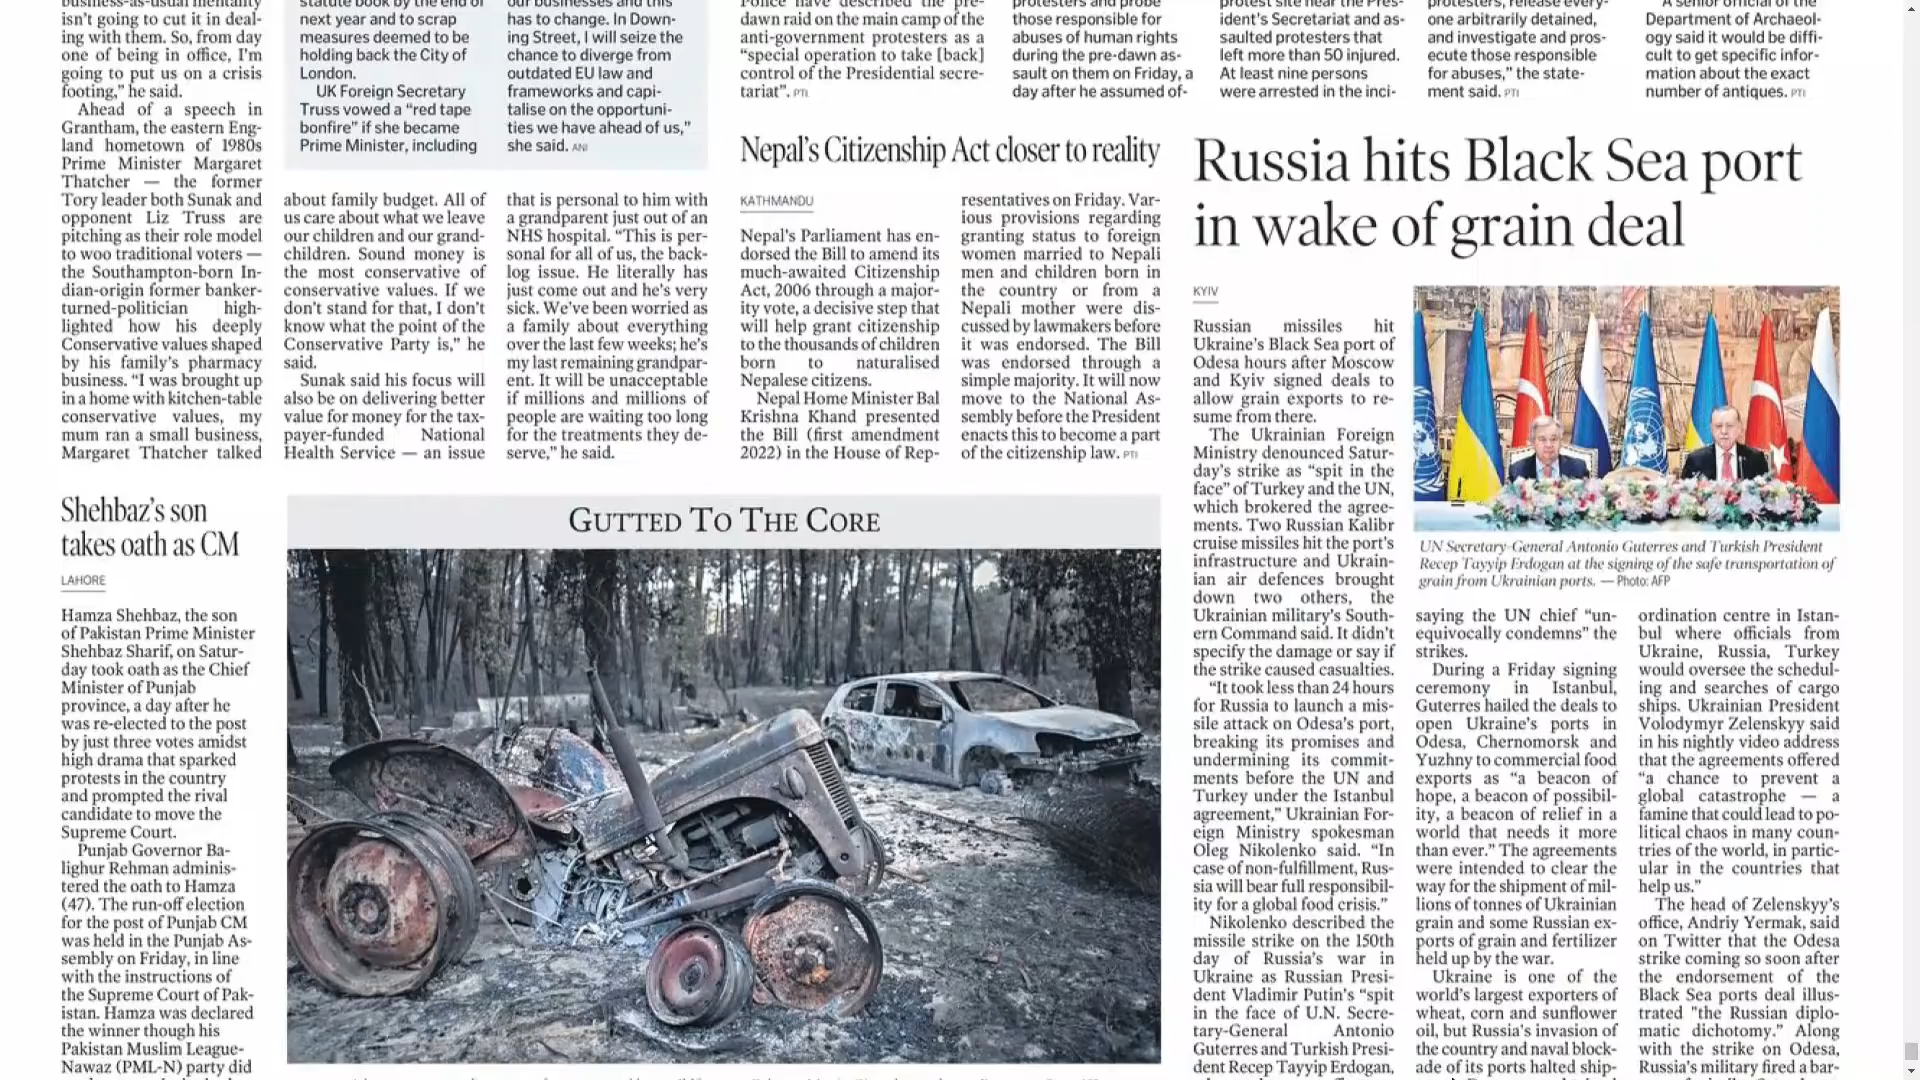 business-as-usual mentality
isn't going to cut it in deal-
ing with them. So, from day
one of being in office, I'm
going to put us on a crisis
footing,” he said.
Ahead of a speech in
Grantham, the eastern Eng-
land hometown of 1980s
Prime Minister Margaret
Thatcher — the former
Tory leader both Sunak and
opponent Liz Truss are
pitching as their role model
to woo traditional voters —
the Southampton-born In-
dian-origin former banker-
turned-politician high-
lighted how his deeply
Conservative values shaped
by his family's pharmacy
business. “I was brought up
in a home with kitchen-table
conservative values, my
mum ran a small business,
Margaret Thatcher talked
statute book by the end of
next year and to scrap
measures deemed to be
holding back the City of
London.
UK Foreign Secretary
Truss vowed a “red tape
bonfire” if she became
Prime Minister, including
our businesses and this
has to change. In Down-
ing Street, I will seize the
chance to diverge from
outdated EU law and
frameworks and capi-
talise on the opportuni-
ties we have ahead of us,”
she said. ANI
about family budget. All of
us care about what we leave
our children and our grand-
children. Sound money is
the most conservative of
conservative values. If we
don't stand for that, I don't
know what the point of the
Conservative Party is,” he
said.
Sunak said his focus will
also be on delivering better
value for money for the tax-
payer-funded National
Health Service — an issue
that is personal to him with
a grandparent just out of an
NHS hospital. “This is per-
sonal for all of us, the back-
log issue. He literally has
just come out and he's very
sick. We've been worried as
a family about everything
over the last few weeks; he's
my last remaining grandpar-
ent. It will be unacceptable
if millions and millions of
people are waiting too long
for the treatments they de-
serve,” he said.
Police have described the pre-
dawn raid on the main camp of the
anti-government protesters as a
“special operation to take [back]
control of the Presidential secre-
tariat”. PTI
protesters and probe
those responsible for
abuses of human rights
during the pre-dawn as-
sault on them on Friday, a
day after he assumed of-
protest site near the Pres-
ident's Secretariat and as-
saulted protesters that
left more than 50 injured.
At least nine persons
were arrested in the inci-
protesters, release every-
one arbitrarily detained,
and investigate and pros-
ecute those responsible
for abuses,” the state-
ment said. PTI
A senior official of the
Department of Archaeol-
ogy said it would be diffi-
cult to get specific infor-
mation about the exact
number of antiques. PTI
Nepal's Citizenship Act closer to reality
KATHMANDU
Nepal's Parliament has en-
dorsed the Bill to amend its
much-awaited Citizenship
Act, 2006 through a major-
ity vote, a decisive step that
will help grant citizenship
to the thousands of children
born to naturalised
Nepalese citizens.
Nepal Home Minister Bal
Krishna Khand presented
the Bill (first amendment
2022) in the House of Rep-
resentatives on Friday. Var-
ious provisions regarding
granting status to foreign
women married to Nepali
men and children born in
the country or from a
Nepali mother were dis-
cussed by lawmakers before
it was endorsed. The Bill
was endorsed through a
simple majority. It will now
move to the National As-
sembly before the President
enacts this to become a part
of the citizenship law. PTI
Russia hits Black Sea port
in wake of grain deal
KYIV
Russian missiles hit
Ukraine's Black Sea port of
Odesa hours after Moscow
and Kyiv signed deals to
allow grain exports to re-
sume from there.
The Ukrainian Foreign
Ministry denounced Satur-
day's strike as “spit in the
face” of Turkey and the UN,
which brokered the agree-
ments. Two Russian Kalibr
cruise missiles hit the port's
infrastructure and Ukrain-
ian air defences brought
down two others, the
Ukrainian military's South-
ern Command said. It didn't
specify the damage or say if
the strike caused casualties.
“It took less than 24 hours
for Russia to launch a mis-
sile attack on Odesa's port,
breaking its promises and
undermining its commit-
ments before the UN and
Turkey under the Istanbul
agreement,” Ukrainian For-
eign Ministry spokesman
Oleg Nikolenko said. “In
case of non-fulfillment, Rus-
sia will bear full responsibil-
ity for a global food crisis.”
Nikolenko described the
missile strike on the 150th
day of Russia's war in
Ukraine as Russian Presi-
dent Vladimir Putin's “spit
in the face of U.N. Secre-
tary-General Antonio
Guterres and Turkish Presi-
dent Recep Tayyip Erdogan,
UN Secretary-General Antonio Guterres and Turkish President
Recep Tayyip Erdogan at the signing of the safe transportation of
grain from Ukrainian ports. — Photo: AFP
saying the UN chief “un-
equivocally condemns” the
strikes.
During a Friday signing
ceremony in Istanbul,
Guterres hailed the deals to
open Ukraine's ports in
Odesa, Chernomorsk and
Yuzhny to commercial food
exports as “a beacon of
hope, a beacon of possibil-
ity, a beacon of relief in a
world that needs it more
than ever.” The agreements
were intended to clear the
way for the shipment of mil-
lions of tonnes of Ukrainian
grain and some Russian ex-
ports of grain and fertilizer
held up by the war.
Ukraine is one of the
world's largest exporters of
wheat, corn and sunflower
oil, but Russia's invasion of
the country and naval block-
ade of its ports halted ship-
ordination centre in Istan-
bul where officials from
Ukraine, Russia, Turkey
would oversee the schedul-
ing and searches of cargo
ships. Ukrainian President
Volodymyr Zelenskyy said
in his nightly video address
that the agreements offered
“a chance to prevent a
global catastrophe — a
famine that could lead to po-
litical chaos in many coun-
tries of the world, in partic-
ular in the countries that
help us.”
The head of Zelenskyy's
office, Andriy Yermak, said
on Twitter that the Odesa
strike coming so soon after
the endorsement of the
Black Sea ports deal illus-
trated "the Russian diplo-
matic dichotomy.” Along
with the strike on Odesa,
Russia's military fired a bar-
Shehbaz's son
takes oath as CM
LAHORE
Hamza Shehbaz, the son
of Pakistan Prime Minister
Shehbaz Sharif, on Satur-
day took oath as the Chief
Minister of Punjab
province, a day after he
was re-elected to the post
by just three votes amidst
high drama that sparked
protests in the country
and prompted the rival
candidate to move the
Supreme Court.
Punjab Governor Ba-
lighur Rehman adminis-
tered the oath to Hamza
(47). The run-off election
for the post of Punjab CM
was held in the Punjab As-
sembly on Friday, in line
with the instructions of
the Supreme Court of Pak-
istan. Hamza was declared
the winner though his
Pakistan Muslim League-
Nawaz (PML-N) party did
GUTTED TO THE CORE